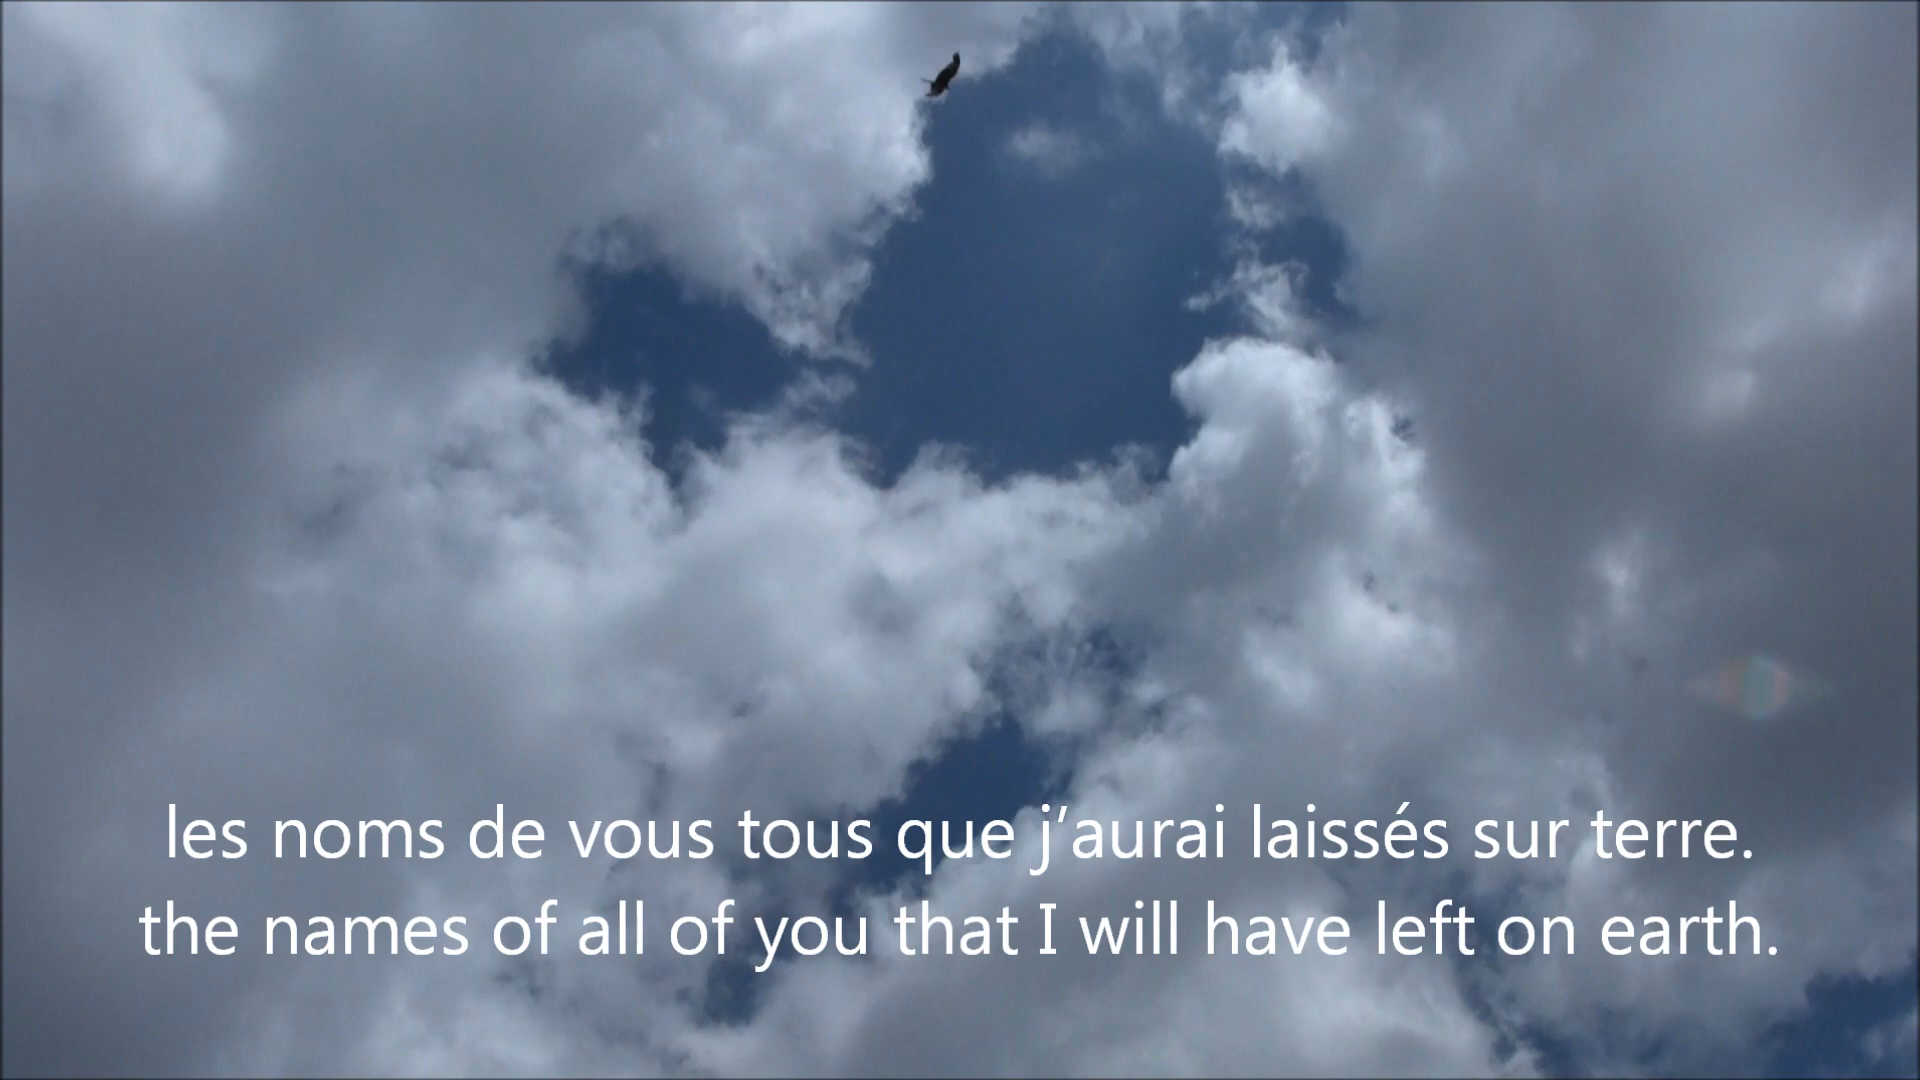 les noms de vous tous que j’aurai laissés sur terre.
the names of all of you that I will have left on earth.